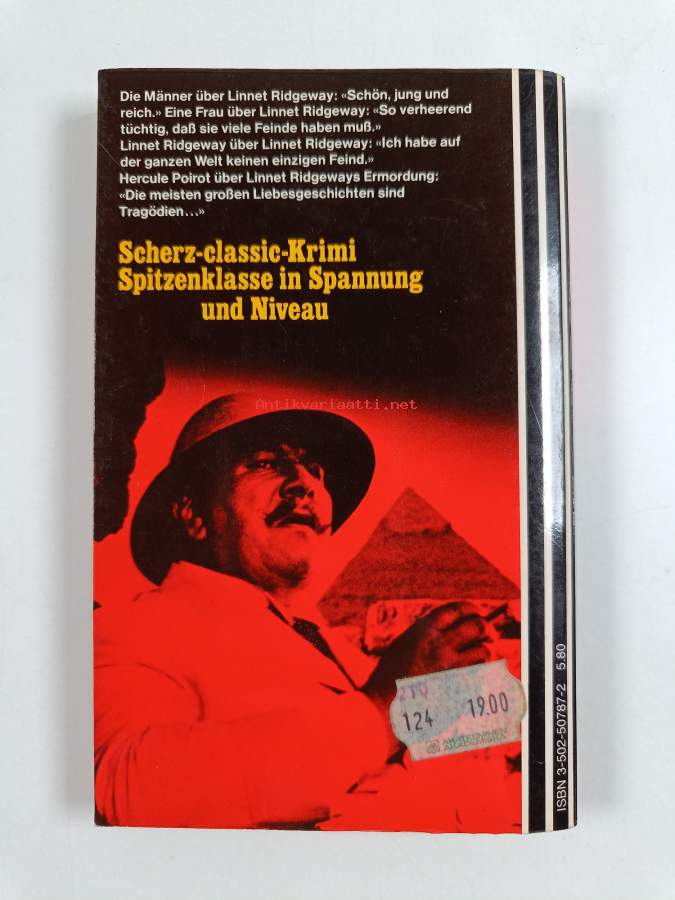 Die Männer über Linnet Ridgeway: «Schön, jung und
reich.» Eine Frau über Linnet Ridgeway: «So verheerend
tüchtig, daß sie viele Feinde haben muß.»
Linnet Ridgeway über Linnet Ridgeway: «Ich habe auf
der ganzen Welt keinen einzigen Feind.»
Hercule Poirot über Linnet Ridgeways Ermordung:
«Die meisten großen Liebesgeschichten sind
Tragödien...»
Scherz-classic-Krimi
Spitzenklasse in Spannung
und Niveau
Antikvariaatti.net
124 19.00
ISBN 3-502-50787-2 5.80